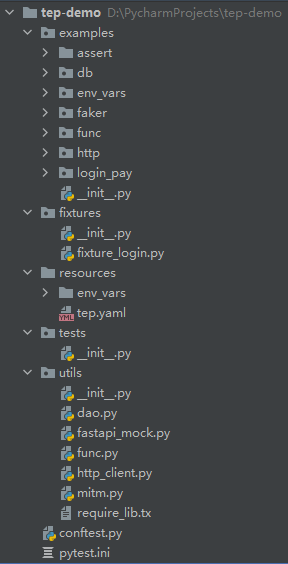 tep-demo D:\PycharmProjects\tep-demo
examples
assert
db
env_vars
faker
func
http
login_pay
__init__.py
fixtures
__init__.py
fixture_login.py
resources
env_vars
tep.yaml
tests
__init__.py
utils
__init__.py
dao.py
fastapi_mock.py
func.py
http_client.py
mitm.py
require_lib.tx
conftest.py
pytest.ini